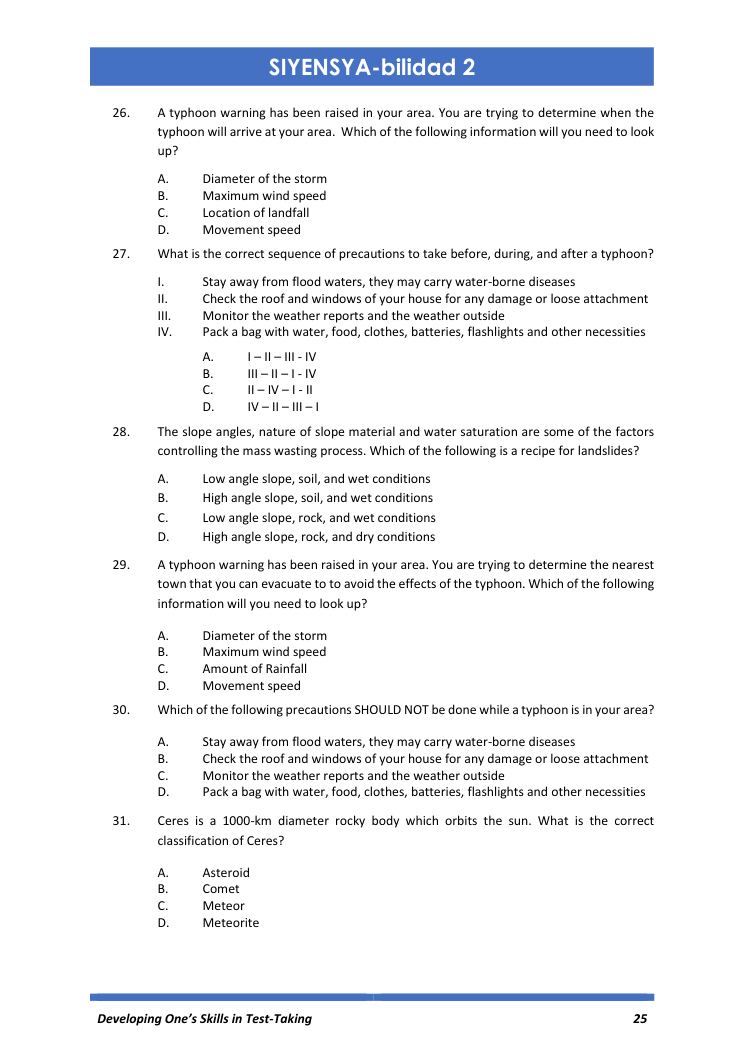 SIYENSYA-bilidad 2
26. A typhoon warning has been raised in your area. You are trying to determine when the
typhoon will arrive at your area. Which of the following information will you need to look
up?
A. Diameter of the storm
B. Maximum wind speed
C. Location of landfall
D. Movement speed
27. What is the correct sequence of precautions to take before, during, and after a typhoon?
I. Stay away from flood waters, they may carry water-borne diseases
II. Check the roof and windows of your house for any damage or loose attachment
III. Monitor the weather reports and the weather outside
IV. Pack a bag with water, food, clothes, batteries, flashlights and other necessities
A. I – II – III - IV
B. III – II – I - IV
C. II – IV – I - II
D. IV – II – III – I
28. The slope angles, nature of slope material and water saturation are some of the factors
controlling the mass wasting process. Which of the following is a recipe for landslides?
A. Low angle slope, soil, and wet conditions
B. High angle slope, soil, and wet conditions
C. Low angle slope, rock, and wet conditions
D. High angle slope, rock, and dry conditions
29. A typhoon warning has been raised in your area. You are trying to determine the nearest
town that you can evacuate to to avoid the effects of the typhoon. Which of the following
information will you need to look up?
A. Diameter of the storm
B. Maximum wind speed
C. Amount of Rainfall
D. Movement speed
30. Which of the following precautions SHOULD NOT be done while a typhoon is in your area?
A. Stay away from flood waters, they may carry water-borne diseases
B. Check the roof and windows of your house for any damage or loose attachment
C. Monitor the weather reports and the weather outside
D. Pack a bag with water, food, clothes, batteries, flashlights and other necessities
31. Ceres is a 1000-km diameter rocky body which orbits the sun. What is the correct
classification of Ceres?
A. Asteroid
B. Comet
C. Meteor
D. Meteorite
Developing One's Skills in Test-Taking 25